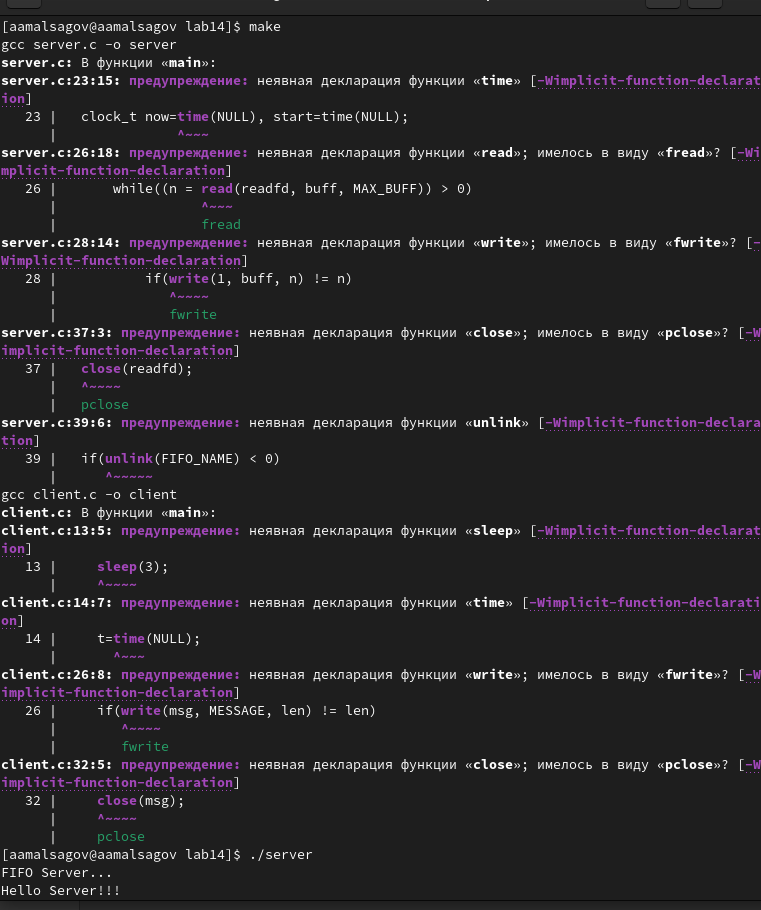 [aamalsagov@aamalsagov lab14]$ make
gcc server.c -o server
server.c: В функции «main»:
server.c:23:15: предупреждение: неявная декларация функции «time» [-Wimplicit-function-declarat
ion]
   23 |   clock_t now=time(NULL), start=time(NULL);
      |               ^~~~
server.c:26:18: предупреждение: неявная декларация функции «read»; имелось в виду «fread»? [-Wi
mplicit-function-declaration]
   26 |       while((n = read(readfd, buff, MAX_BUFF)) > 0)
      |                  ^~~~
      |                  fread
server.c:28:14: предупреждение: неявная декларация функции «write»; имелось в виду «fwrite»? [-
Wimplicit-function-declaration]
   28 |           if(write(1, buff, n) != n)
      |              ^~~~~
      |              fwrite
server.c:37:3: предупреждение: неявная декларация функции «close»; имелось в виду «pclose»? [-W
implicit-function-declaration]
   37 |   close(readfd);
      |   ^~~~~
      |   pclose
server.c:39:6: предупреждение: неявная декларация функции «unlink» [-Wimplicit-function-declara
tion]
   39 |   if(unlink(FIFO_NAME) < 0)
      |      ^~~~~~
gcc client.c -o client
client.c: В функции «main»:
client.c:13:5: предупреждение: неявная декларация функции «sleep» [-Wimplicit-function-declarat
ion]
   13 |     sleep(3);
      |     ^~~~~
client.c:14:7: предупреждение: неявная декларация функции «time» [-Wimplicit-function-declarati
on]
   14 |     t=time(NULL);
      |       ^~~~
client.c:26:8: предупреждение: неявная декларация функции «write»; имелось в виду «fwrite»? [-W
implicit-function-declaration]
   26 |     if(write(msg, MESSAGE, len) != len)
      |        ^~~~~
      |        fwrite
client.c:32:5: предупреждение: неявная декларация функции «close»; имелось в виду «pclose»? [-W
implicit-function-declaration]
   32 |     close(msg);
      |     ^~~~~
      |     pclose
[aamalsagov@aamalsagov lab14]$ ./server
FIFO Server...
Hello Server!!!